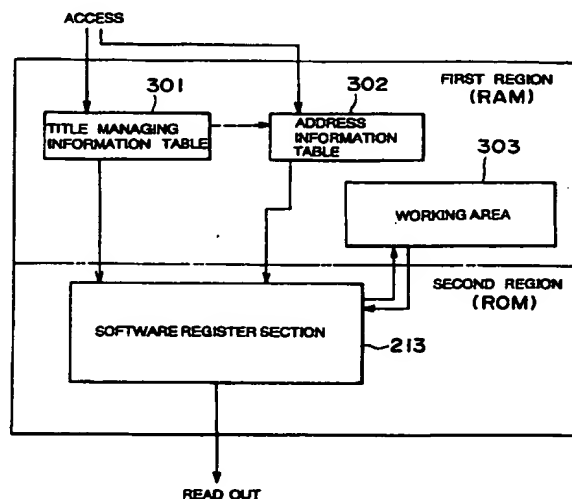 ACCESS
301
302
FIRST REGION
(RAM)
TITLE MANAGING
INFORMATION TABLE
ADDRESS
INFORMATION
TABLE
303
WORKING AREA
SECOND REGION
(ROM)
SOFTWARE REGISTER SECTION
213
READ OUT